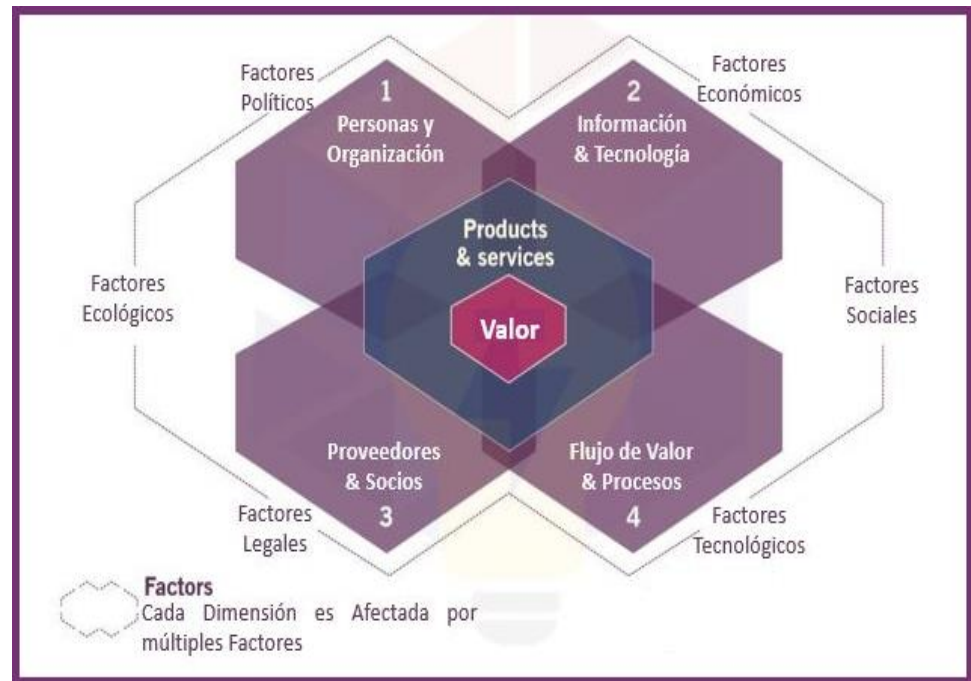 Factores
Políticos
1
Personas y
Organización
2
Información
& Tecnología
Factores
Económicos
Products
& services
Valor
Factores
Ecológicos
Factores
Sociales
Proveedores
& Socios
3
Flujo de Valor
& Procesos
4
Factores
Legales
Factores
Tecnológicos
Factors
Cada Dimensión es Afectada por
múltiples Factores